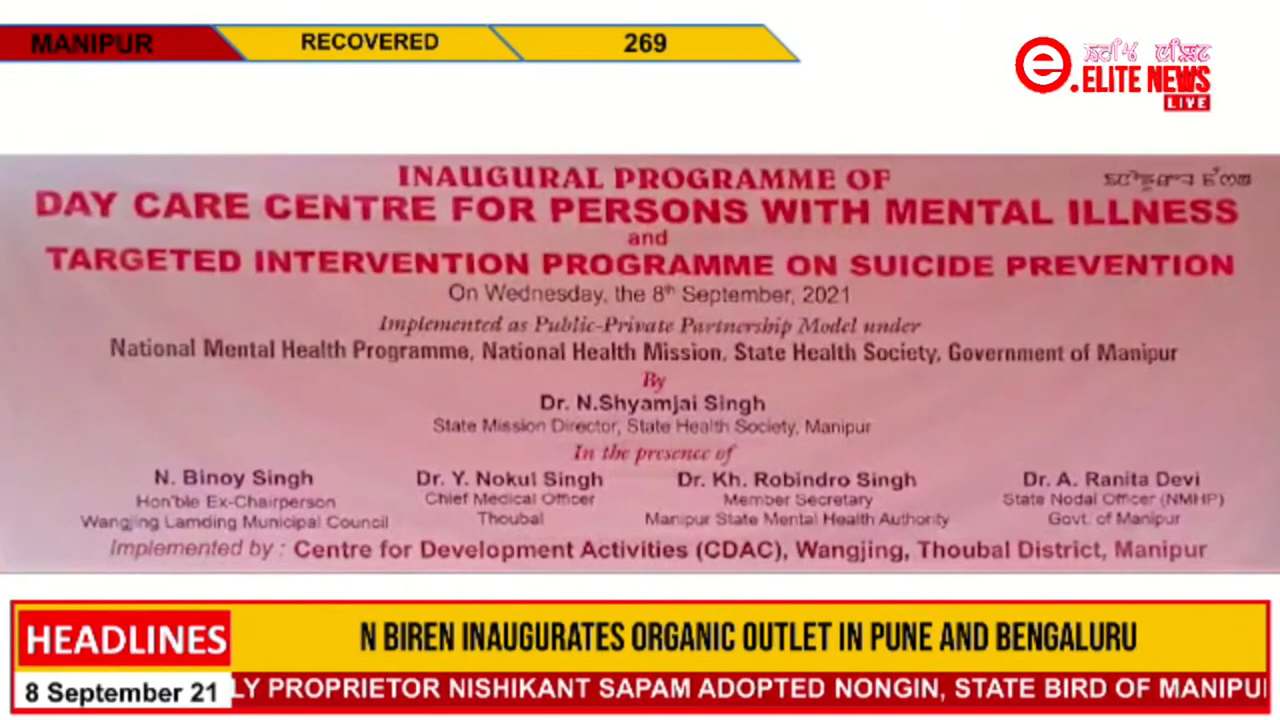 MANIPUR RECOVERED 269
e. ELITE NEWS
LIVE
INAUGURAL PROGRAMME OF
DAY CARE CENTRE FOR PERSONS WITH MENTAL ILLNESS
and
TARGETED INTERVENTION PROGRAMME ON SUICIDE PREVENTION
On Wednesday, the 8th September, 2021
Implemented as Public-Private Partnership Model under
National Mental Health Programme, National Health Mission, State Health Society, Government of Manipur
By
Dr. N.Shyamjai Singh
State Mission Director, State Health Society, Manipur
In the presence of
N. Binoy Singh
Hon'ble Ex-Chairperson
Wangjing Lamding Municipal Council
Dr. Y. Nokul Singh
Chief Medical Officer
Thoubal
Dr. Kh. Robindro Singh
Member Secretary
Manipur State Mental Health Authority
Dr. A. Ranita Devi
State Nodal Officer (NMHP)
Govt. of Manipur
Implemented by : Centre for Development Activities (CDAC), Wangjing, Thoubal District, Manipur
HEADLINES
N BIREN INAUGURATES ORGANIC OUTLET IN PUNE AND BENGALURU
8 September 21
LY PROPRIETOR NISHIKANT SAPAM ADOPTED NONGIN, STATE BIRD OF MANIPU